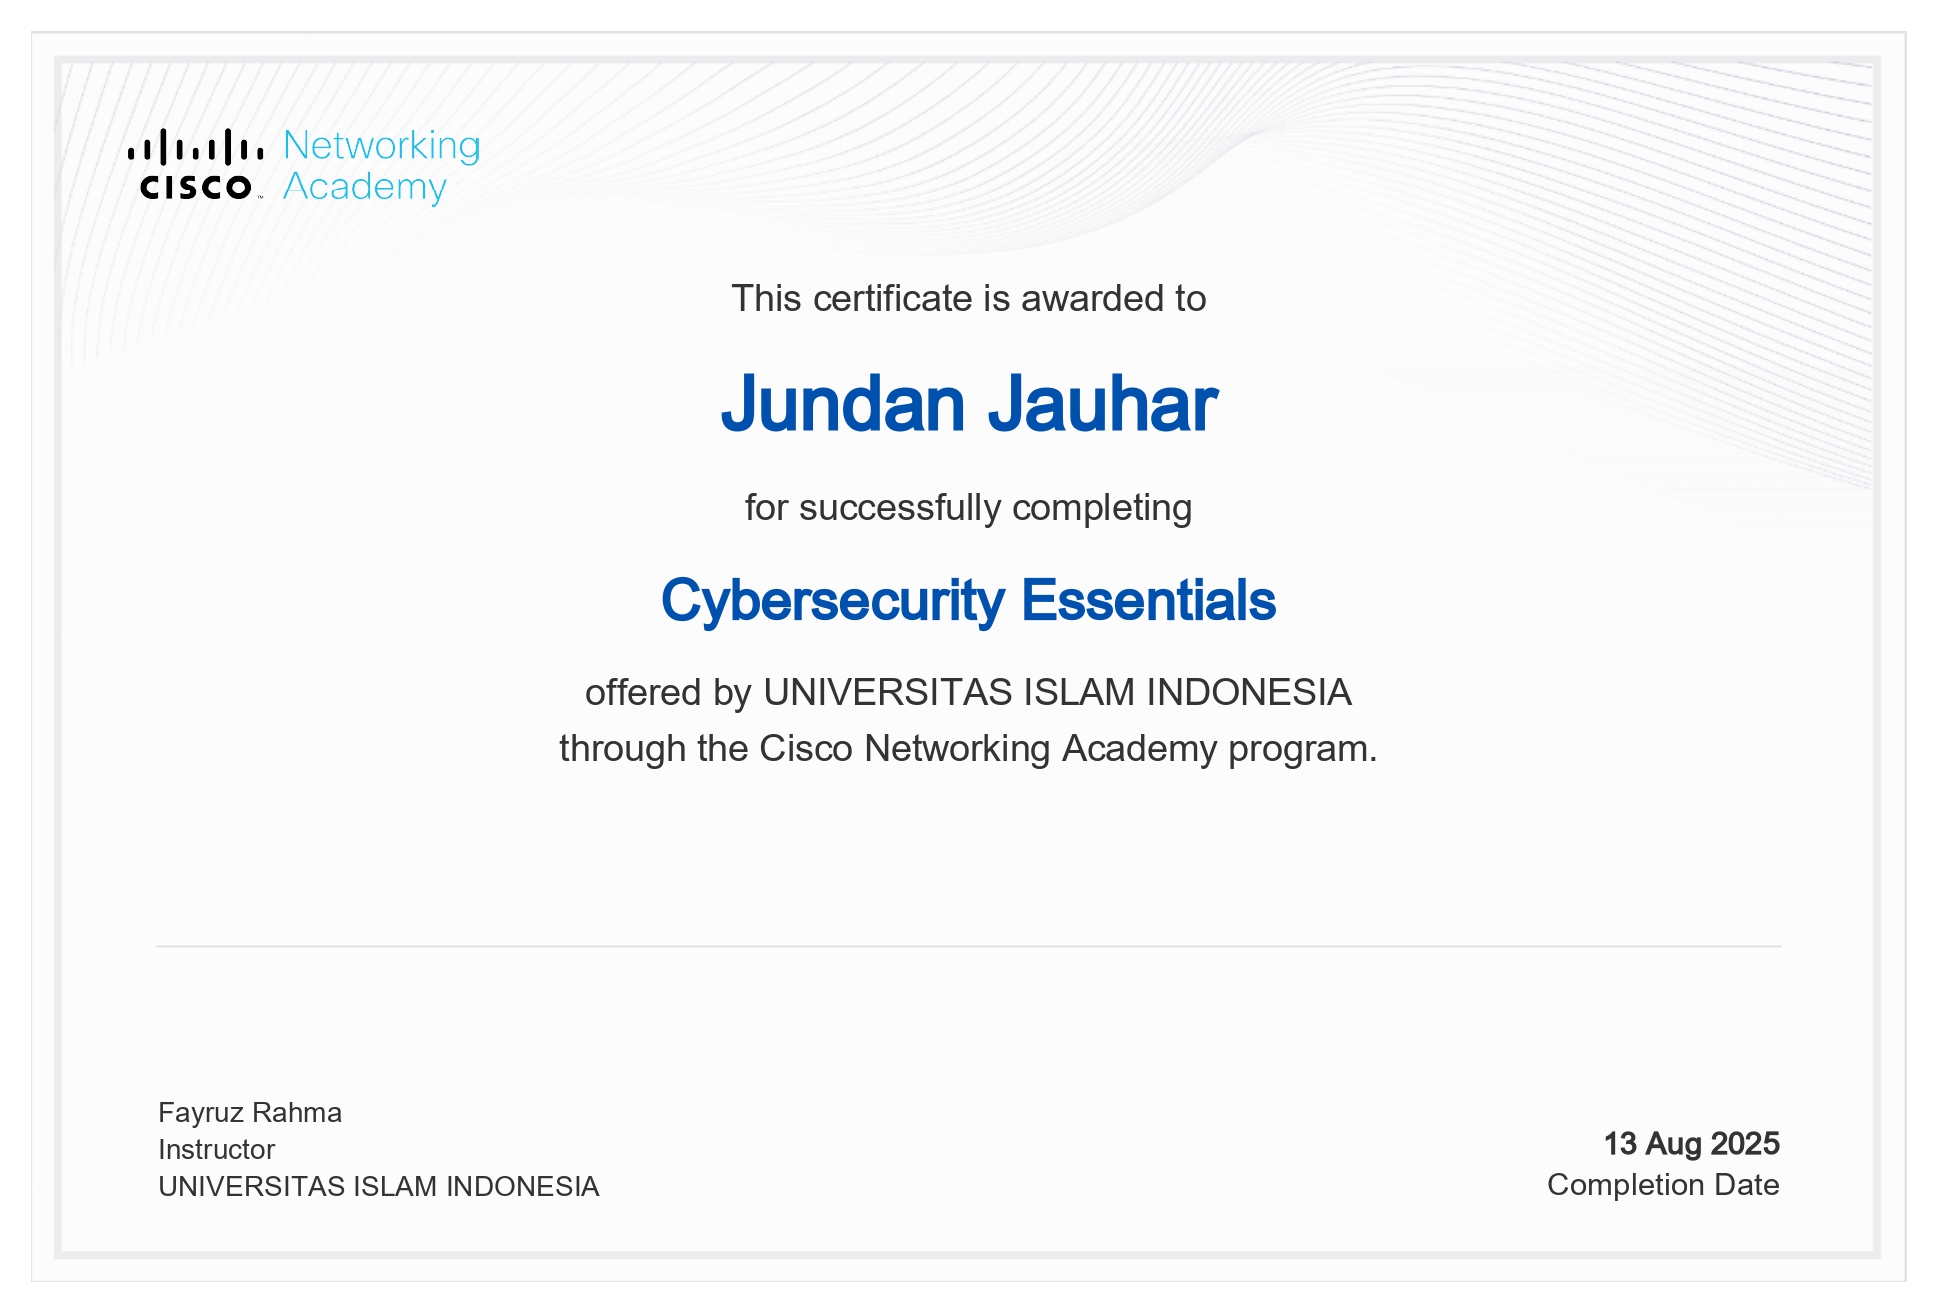 Networking
Academy
CISCO
This certificate is awarded to
Jundan Jauhar
for successfully completing
Cybersecurity Essentials
offered by UNIVERSITAS ISLAM INDONESIA
through the Cisco Networking Academy program.
Fayruz Rahma
Instructor
UNIVERSITAS ISLAM INDONESIA
13 Aug 2025
Completion Date